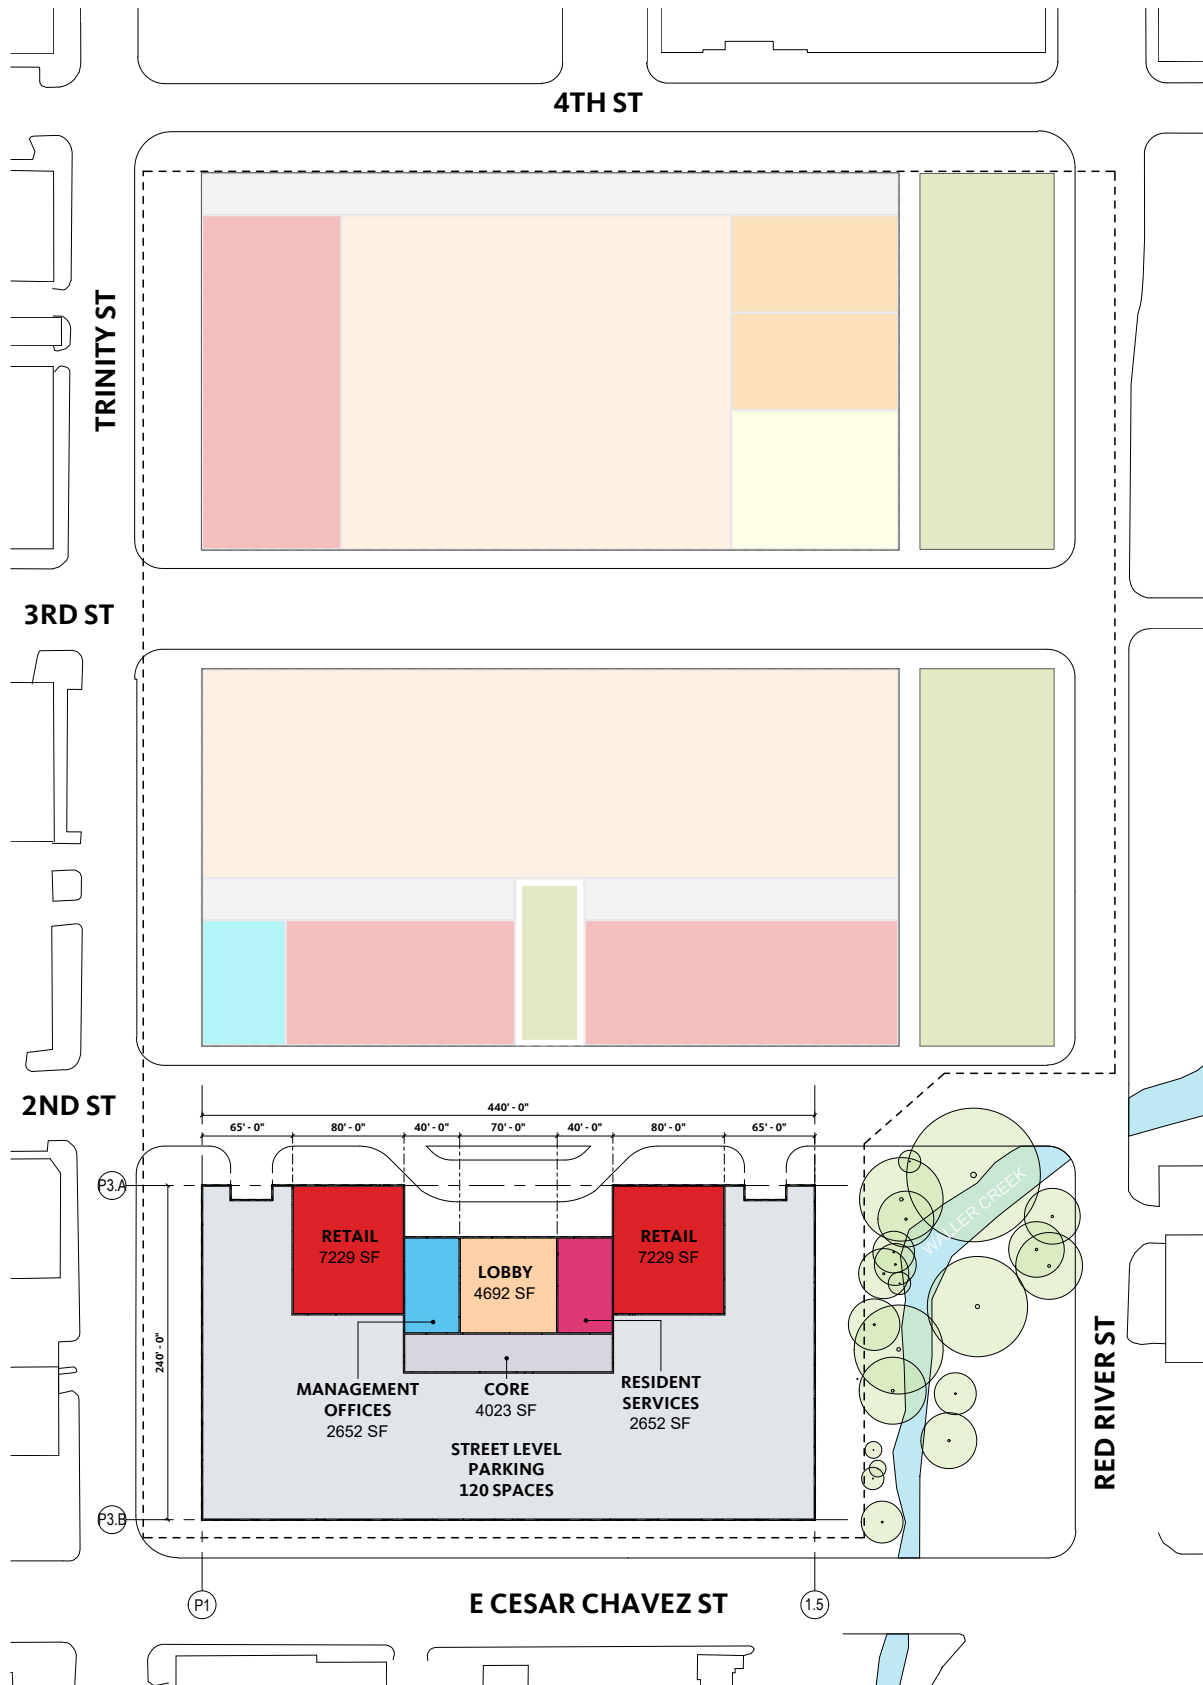 4TH ST
TRINITY ST
3RD ST
2ND ST
440' - 0"
65' - 0"
80' - 0"
40' - 0"
70' - 0"
40' - 0"
80' - 0"
65' - 0"
P3.A
RETAIL
7229 SF
LOBBY
4692 SF
RETAIL
7229 SF
WALLER CREEK
240' - 0"
MANAGEMENT
OFFICES
2652 SF
CORE
4023 SF
RESIDENT
SERVICES
2652 SF
STREET LEVEL
PARKING
120 SPACES
RED RIVER ST
P3.B
P1
E CESAR CHAVEZ ST
1.5